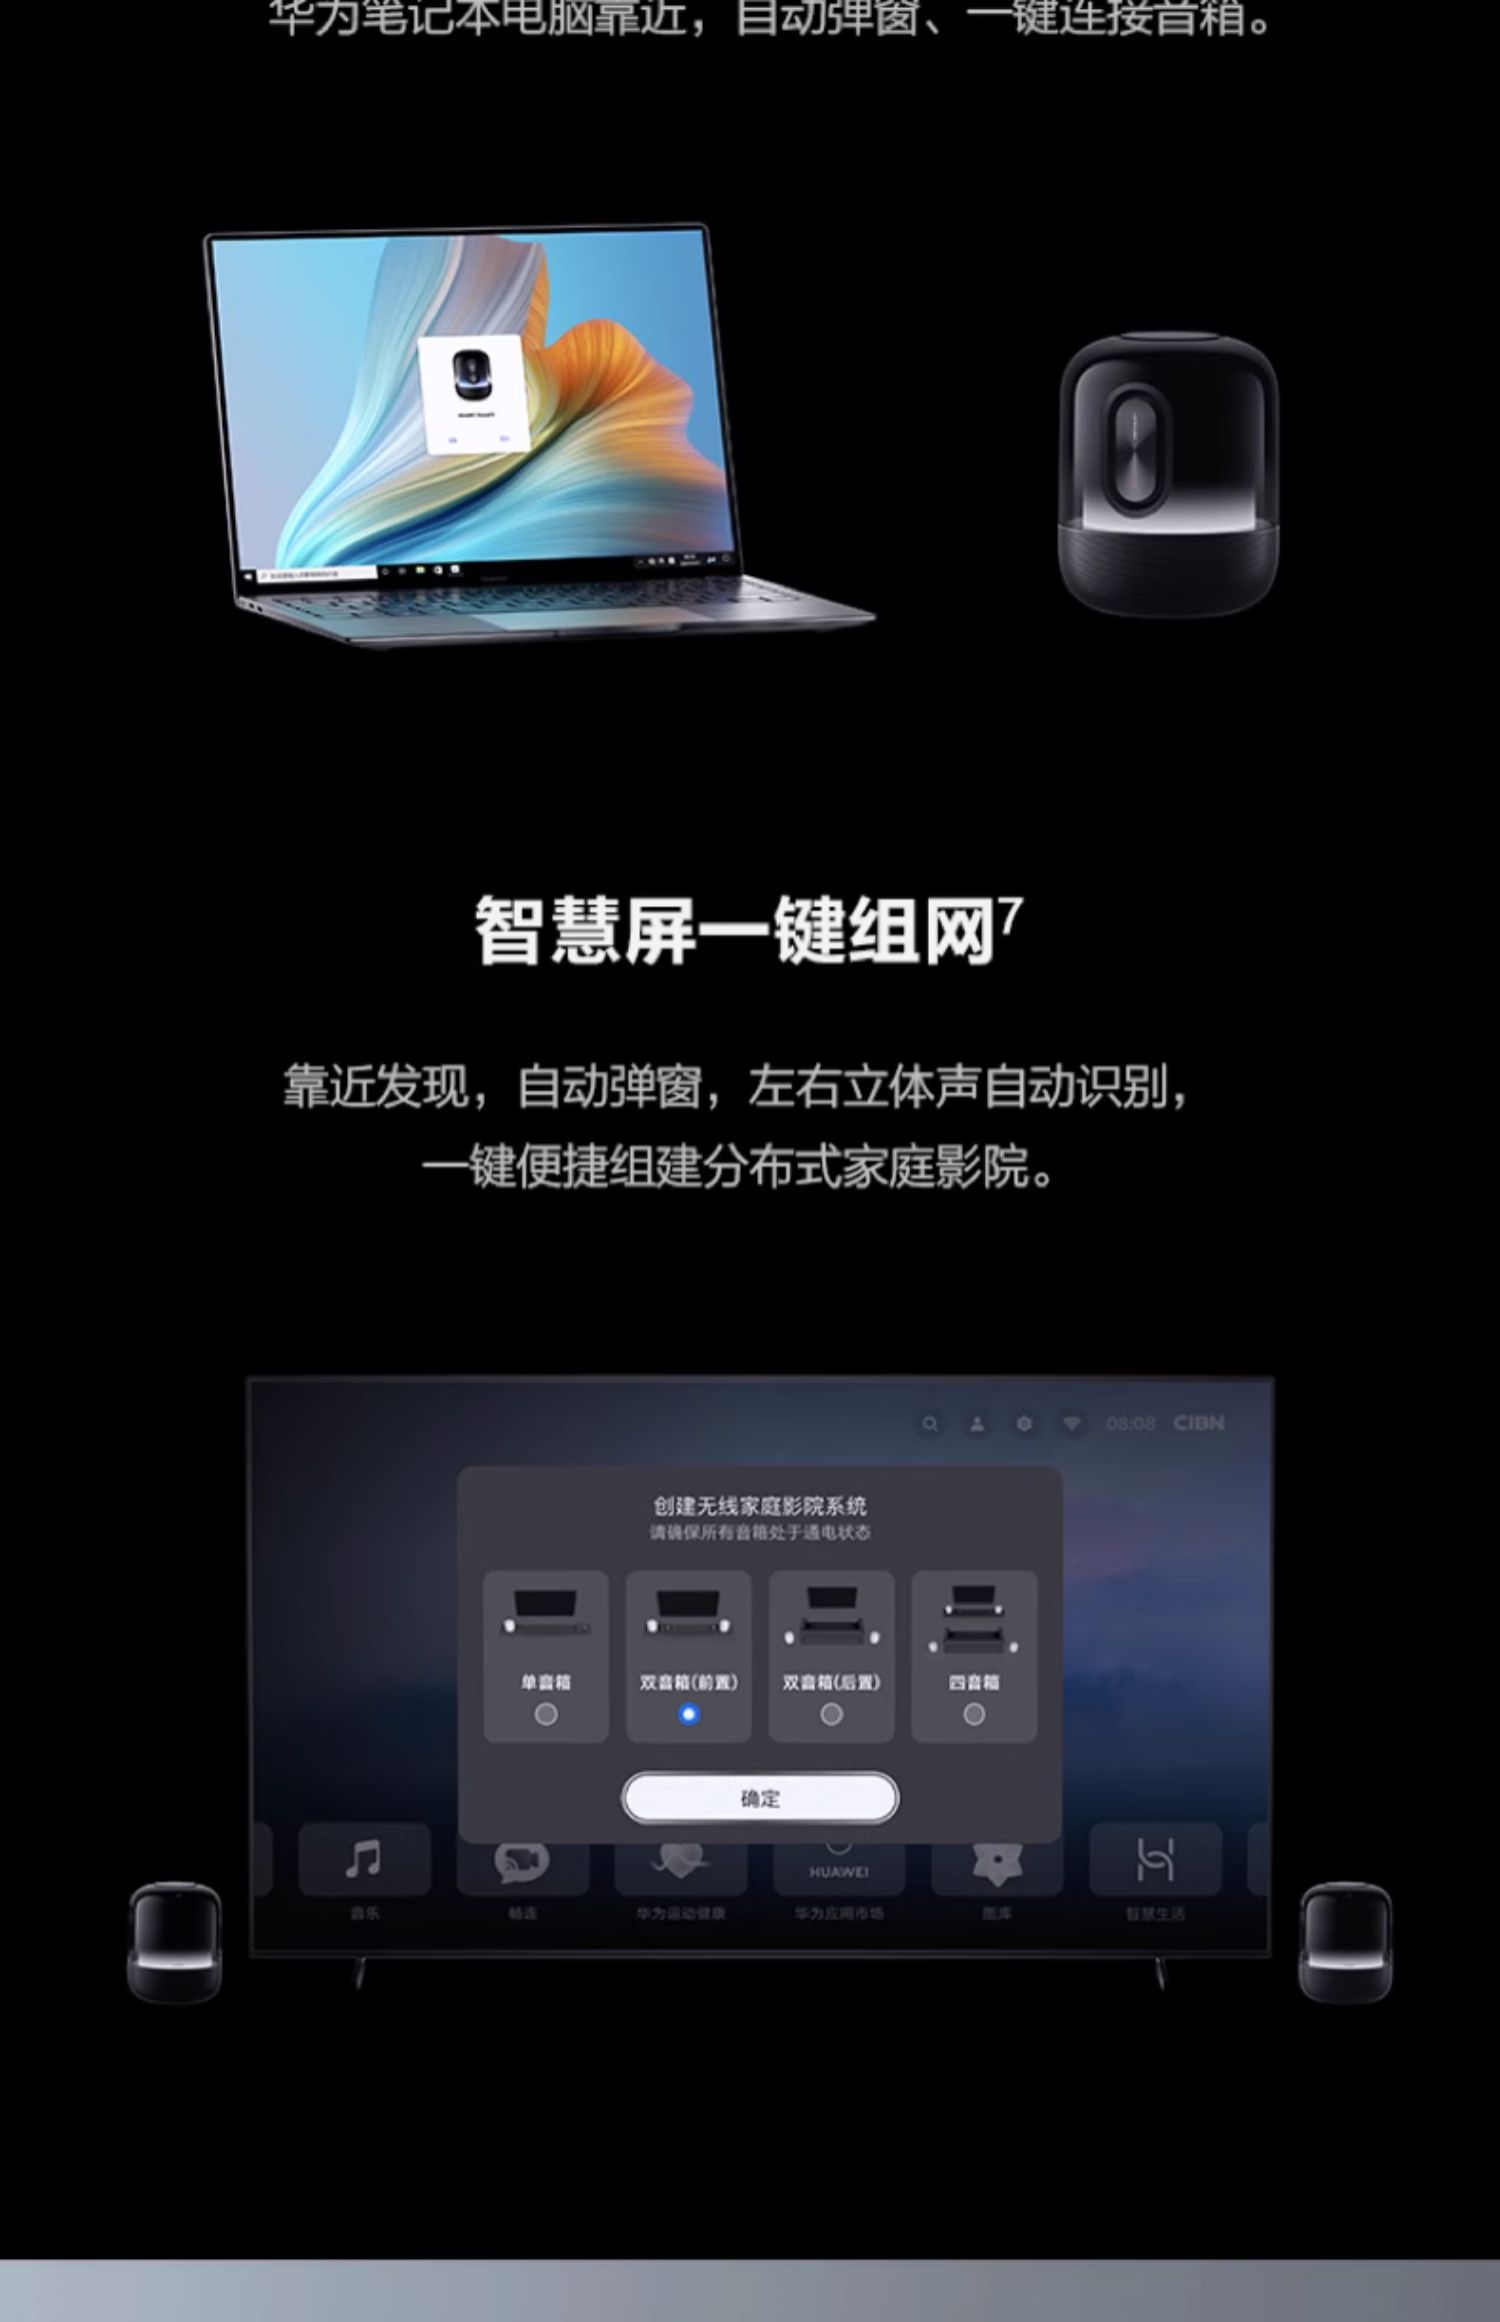 华为笔记本电脑靠近，自动弹窗、一键连接音箱。
智慧屏一键组网7
靠近发现，自动弹窗，左右立体声自动识别，
一键便捷组建分布式家庭影院。
08:08 CIBN
创建无线家庭影院系统
请确保所有音箱处于通电状态
单音箱 双音箱(前置) 双音箱(后置) 四音箱
确定
HUAWEI
音乐 畅连 华为运动健康 华为应用市场 图库 智慧生活